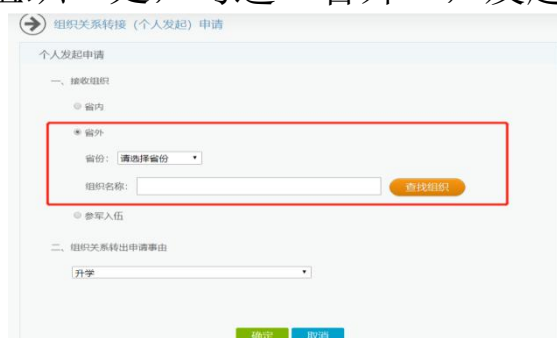 组织关系转接（个人发起）申请
个人发起申请
一、接收组织
省内
省外
省份：请选择省份
组织名称：
查找组织
参军入伍
二、组织关系转出申请事由
升学
确定 取消